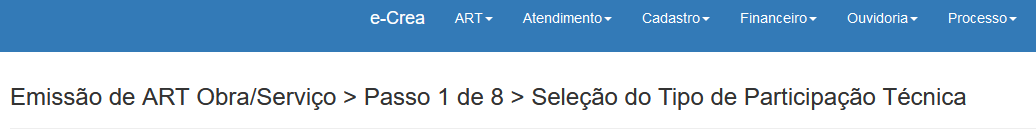 e-Crea ART Atendimento Cadastro Financeiro Ouvidoria Processo
Emissão de ART Obra/Serviço > Passo 1 de 8 > Seleção do Tipo de Participação Técnica